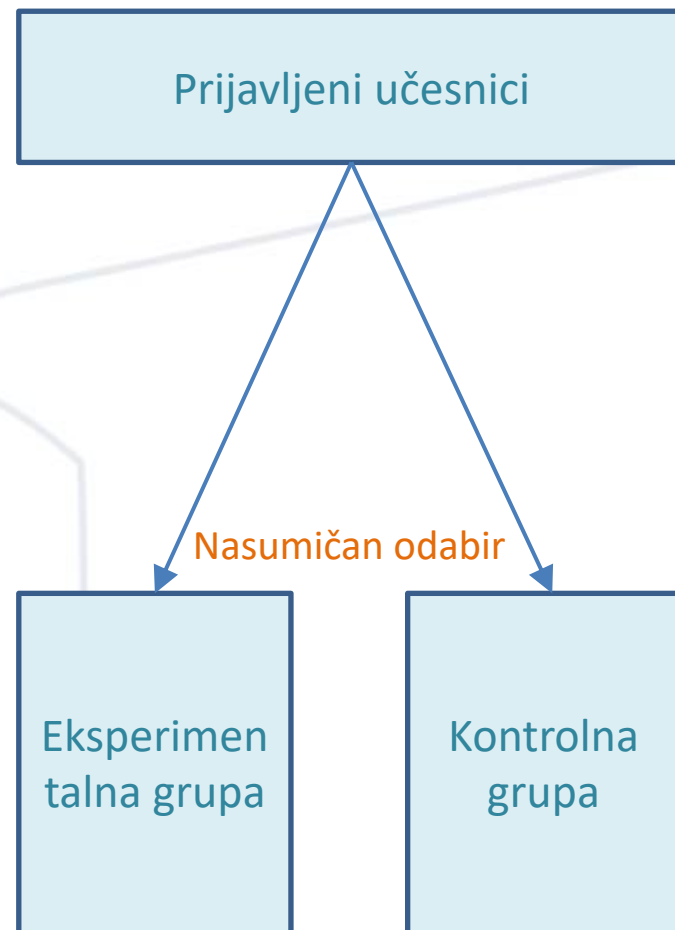 Prijavljeni učesnici
Nasumičan odabir
Eksperimen
talna grupa
Kontrolna
grupa